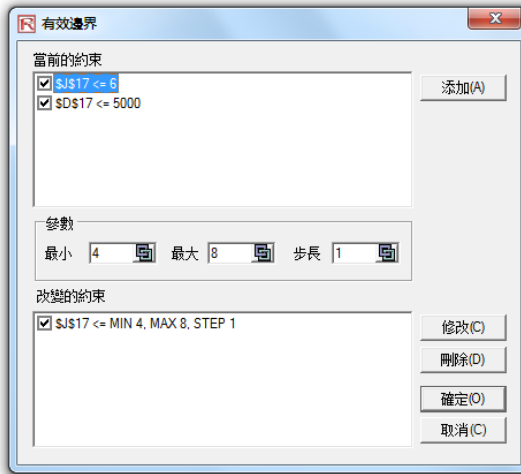 有效邊界
當前的約束
$J$17 <= 6
添加(A)
$D$17 <= 5000
參數
最小 4 最大 8 步長 1
改變的約束
$J$17 <= MIN 4, MAX 8, STEP 1
修改(C)
刪除(D)
確定(O)
取消(C)